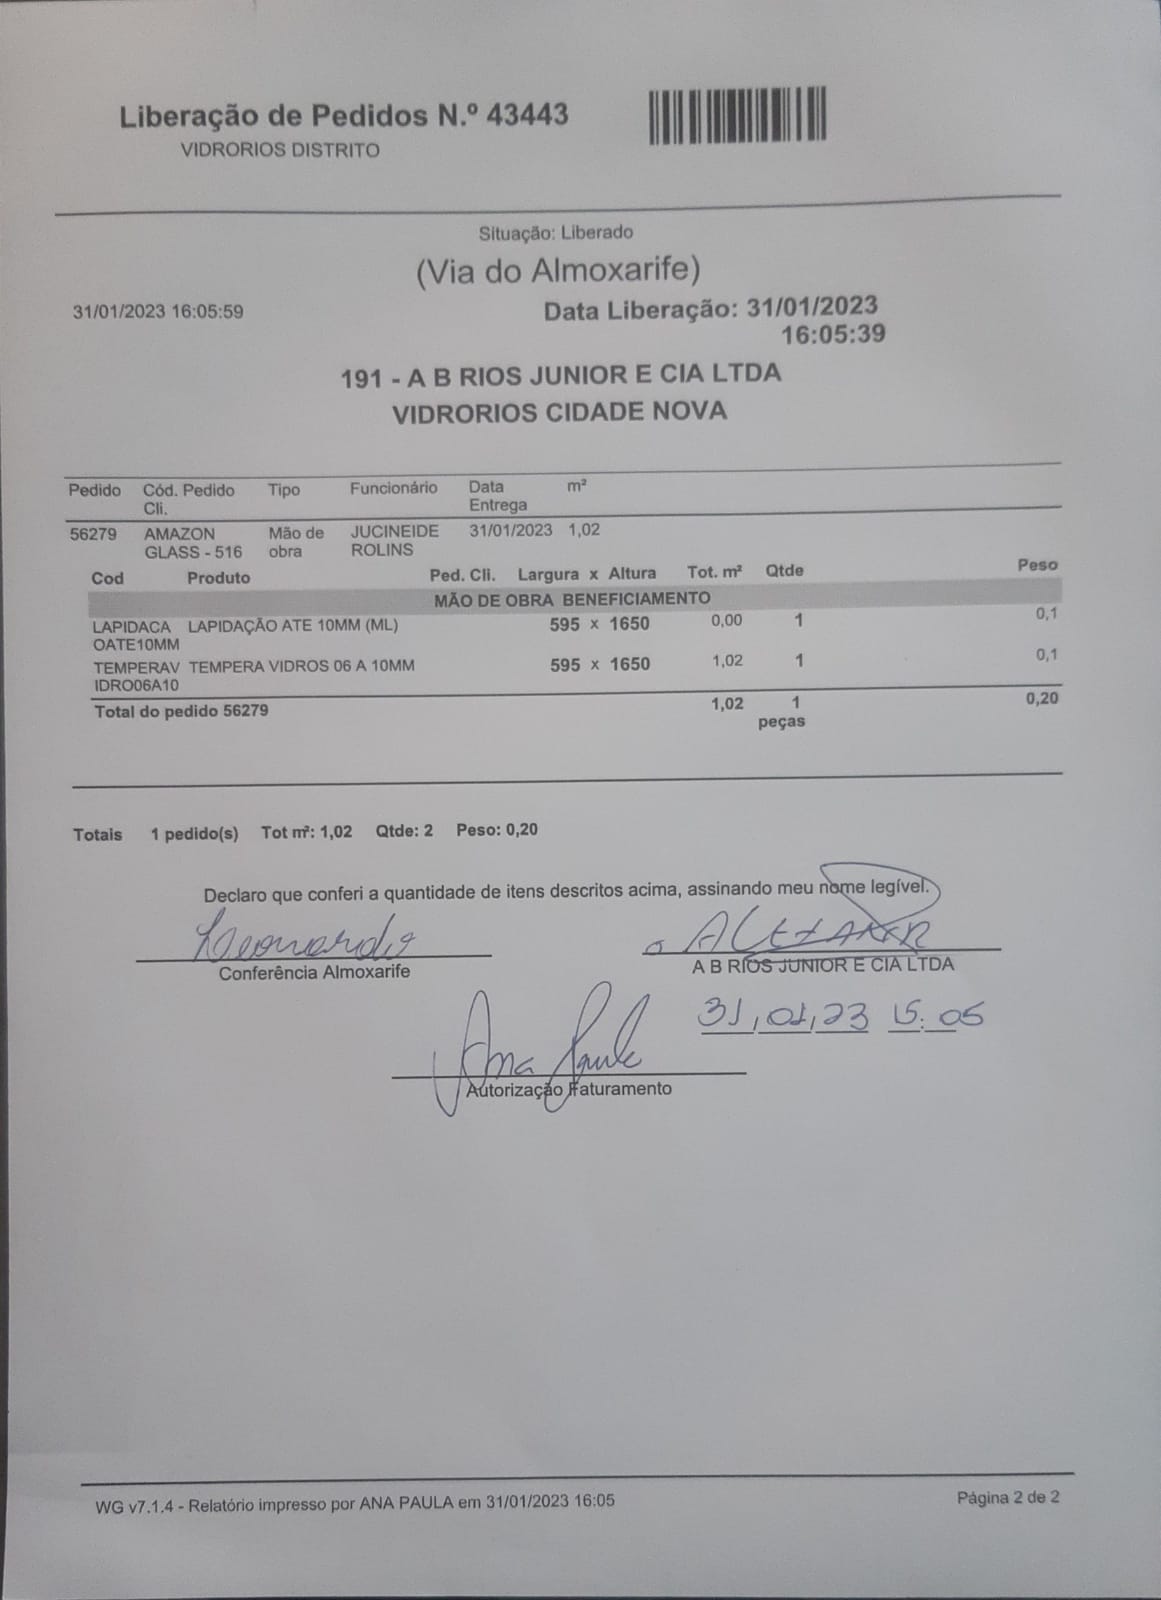 Liberação de Pedidos N.º 43443
VIDRORIOS DISTRITO
Situação: Liberado
(Via do Almoxarife)
31/01/2023 16:05:59
Data Liberação: 31/01/2023
16:05:39
191 - A B RIOS JUNIOR E CIA LTDA
VIDRORIOS CIDADE NOVA
Pedido Cód. Pedido Tipo Funcionário Data m²
Cli. Entrega
56279 AMAZON Mão de JUCINEIDE 31/01/2023 1,02
GLASS - 516 obra ROLINS
Cod Produto Ped. Cli. Largura x Altura Tot. m² Qtde Peso
MÃO DE OBRA BENEFICIAMENTO
LAPIDACA LAPIDAÇÃO ATE 10MM (ML) 595 x 1650 0,00 1 0,1
OATE10MM
TEMPERAV TEMPERA VIDROS 06 A 10MM 595 x 1650 1,02 1 0,1
IDRO06A10
Total do pedido 56279 1,02 1 0,20
peças
Totais 1 pedido(s) Tot m²: 1,02 Qtde: 2 Peso: 0,20
Declaro que conferi a quantidade de itens descritos acima, assinando meu nome legível.
Leonardo
Conferência Almoxarife
A B RIOS JUNIOR E CIA LTDA
31,01,23 15:05
Ana Paula
Autorização Faturamento
WG v7.1.4 - Relatório impresso por ANA PAULA em 31/01/2023 16:05
Página 2 de 2